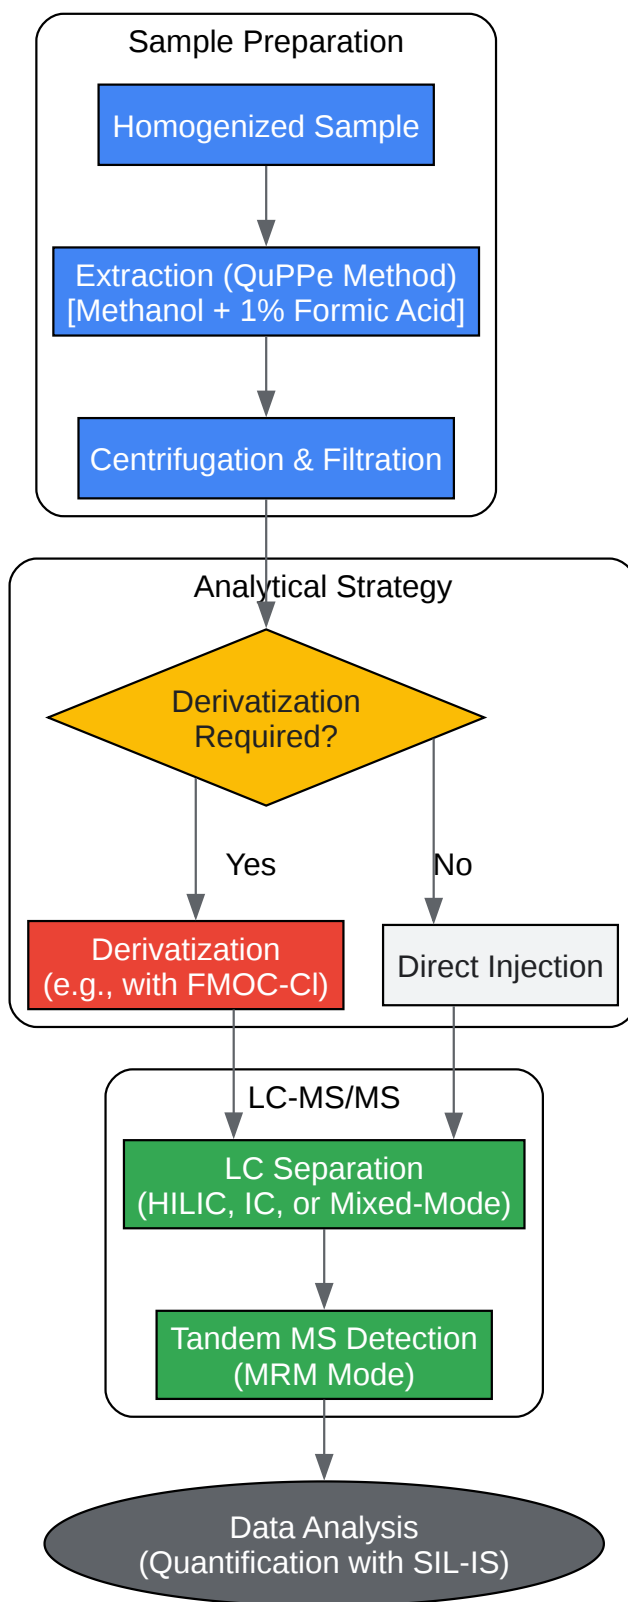 Sample Preparation
Homogenized Sample
Extraction (QuPPe Method)
[Methanol + 1% Formic Acid]
Centrifugation & Filtration
Analytical Strategy
Derivatization
Required?
Yes
No
Derivatization
(e.g., with FMOC-Cl)
Direct Injection
LC-MS/MS
LC Separation
(HILIC, IC, or Mixed-Mode)
Tandem MS Detection
(MRM Mode)
Data Analysis
(Quantification with SIL-IS)